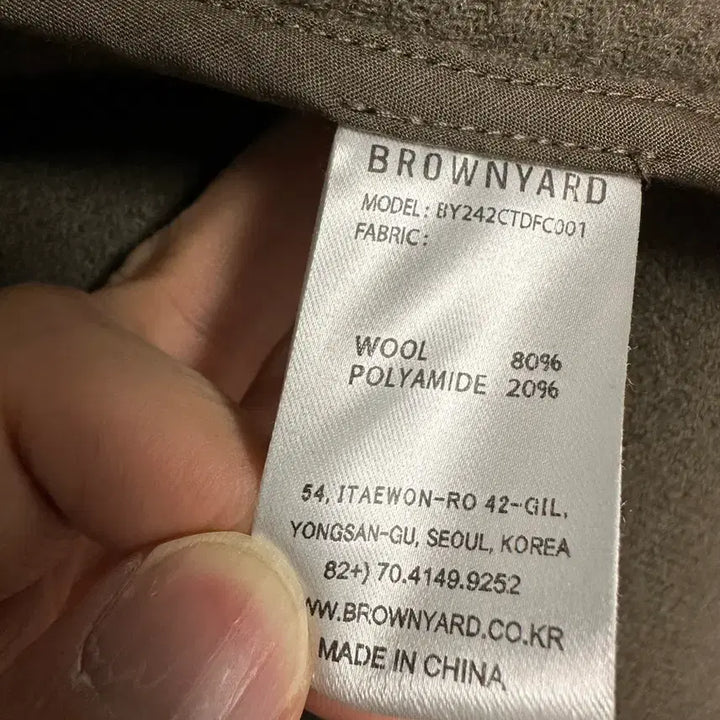 BROWNYARD
MODEL: BY242CTDFC001
FABRIC:
WOOL 80%
POLYAMIDE 20%
54, ITAEWON-RO 42-GIL,
YONGSAN-GU, SEOUL, KOREA
82+) 70.4149.9252
WW.BROWNYARD.CO.KR
MADE IN CHINA